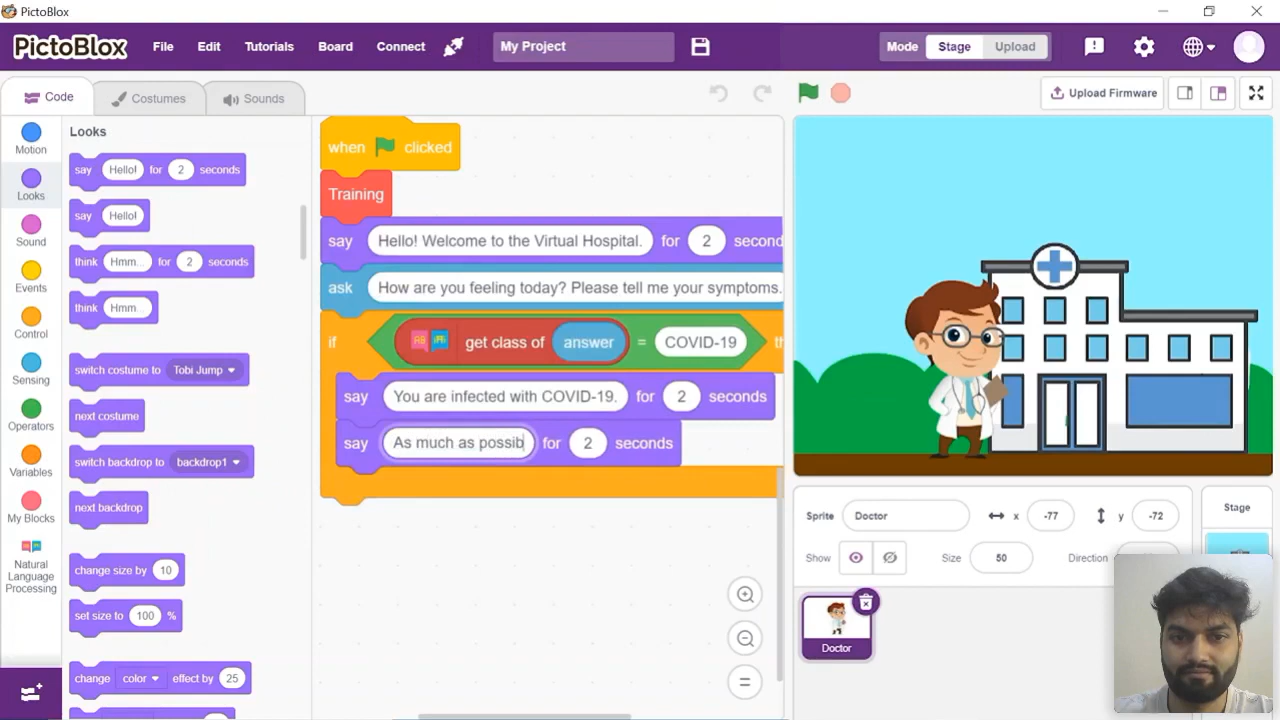 PictoBlox
PictoBlox File Edit Tutorials Board Connect My Project Mode Stage Upload
Code Costumes Sounds Upload Firmware
Motion
Looks
Sound
Events
Control
Sensing
Operators
Variables
My Blocks
Natural
Language
Processing
Looks
say Hello! for 2 seconds
say Hello!
think Hmm... for 2 seconds
think Hmm...
switch costume to Tobi Jump
next costume
switch backdrop to backdrop1
next backdrop
change size by 10
set size to 100 %
change color effect by 25
when clicked
Training
say Hello! Welcome to the Virtual Hospital. for 2 second
ask How are you feeling today? Please tell me your symptoms.
if get class of answer = COVID-19 th
say You are infected with COVID-19. for 2 seconds
say As much as possib for 2 seconds
Sprite Doctor x -77 y -72
Show Size 50 Direction
Doctor
Stage